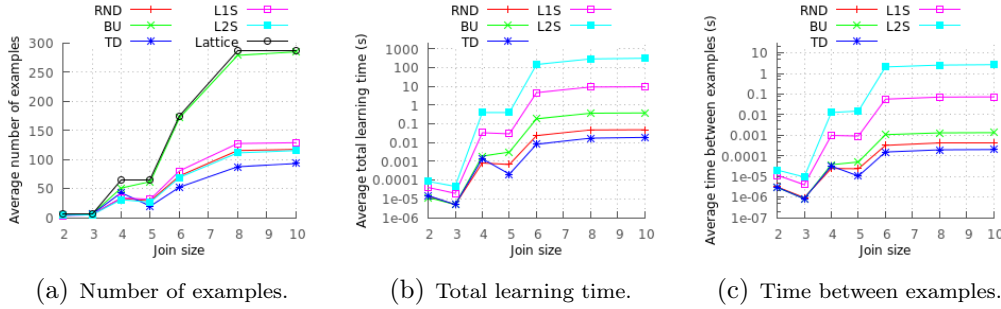 RND
BU
TD
L1S
L2S
Lattice
Average number of examples
300
250
200
150
100
50
0
2 3 4 5 6 7 8 9 10
Join size
(a) Number of examples.
RND
BU
TD
L1S
L2S
Average total learning time (s)
1000
100
10
1
0.1
0.01
0.001
0.0001
1e-05
1e-06
2 3 4 5 6 7 8 9 10
Join size
(b) Total learning time.
RND
BU
TD
L1S
L2S
Average time between examples (s)
10
1
0.1
0.01
0.001
0.0001
1e-05
1e-06
1e-07
2 3 4 5 6 7 8 9 10
Join size
(c) Time between examples.